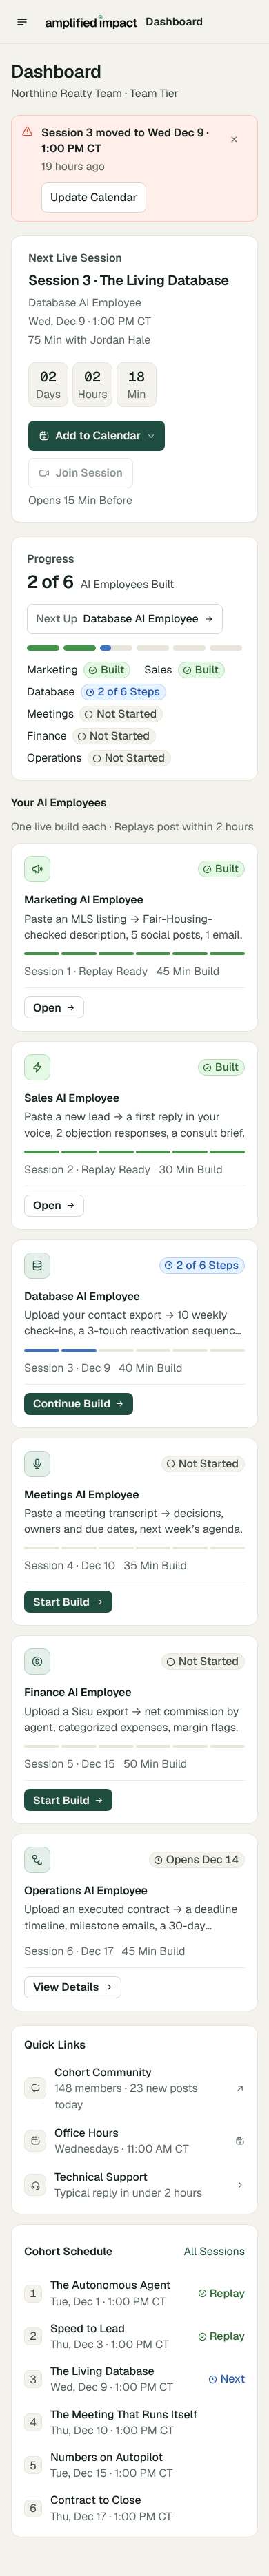 amplified impact Dashboard
Dashboard
Northline Realty Team · Team Tier
Session 3 moved to Wed Dec 9 ·
1:00 PM CT
19 hours ago
Update Calendar
Next Live Session
Session 3 · The Living Database
Database AI Employee
Wed, Dec 9 · 1:00 PM CT
75 Min with Jordan Hale
02 02 18
Days Hours Min
Add to Calendar
Join Session
Opens 15 Min Before
Progress
2 of 6 AI Employees Built
Next Up Database AI Employee →
Marketing Built Sales Built
Database 2 of 6 Steps
Meetings Not Started
Finance Not Started
Operations Not Started
Your AI Employees
One live build each · Replays post within 2 hours
Built
Marketing AI Employee
Paste an MLS listing → Fair-Housing-
checked description, 5 social posts, 1 email.
Session 1 · Replay Ready 45 Min Build
Open →
Built
Sales AI Employee
Paste a new lead → a first reply in your
voice, 2 objection responses, a consult brief.
Session 2 · Replay Ready 30 Min Build
Open →
2 of 6 Steps
Database AI Employee
Upload your contact export → 10 weekly
check-ins, a 3-touch reactivation sequenc...
Session 3 · Dec 9 40 Min Build
Continue Build →
Not Started
Meetings AI Employee
Paste a meeting transcript → decisions,
owners and due dates, next week's agenda.
Session 4 · Dec 10 35 Min Build
Start Build →
Not Started
Finance AI Employee
Upload a Sisu export → net commission by
agent, categorized expenses, margin flags.
Session 5 · Dec 15 50 Min Build
Start Build →
Opens Dec 14
Operations AI Employee
Upload an executed contract → a deadline
timeline, milestone emails, a 30-day...
Session 6 · Dec 17 45 Min Build
View Details →
Quick Links
Cohort Community
148 members · 23 new posts
today
Office Hours
Wednesdays · 11:00 AM CT
Technical Support
Typical reply in under 2 hours
Cohort Schedule All Sessions
1 The Autonomous Agent
Tue, Dec 1 · 1:00 PM CT
Replay
2 Speed to Lead
Thu, Dec 3 · 1:00 PM CT
Replay
3 The Living Database
Wed, Dec 9 · 1:00 PM CT
Next
4 The Meeting That Runs Itself
Thu, Dec 10 · 1:00 PM CT
5 Numbers on Autopilot
Tue, Dec 15 · 1:00 PM CT
6 Contract to Close
Thu, Dec 17 · 1:00 PM CT